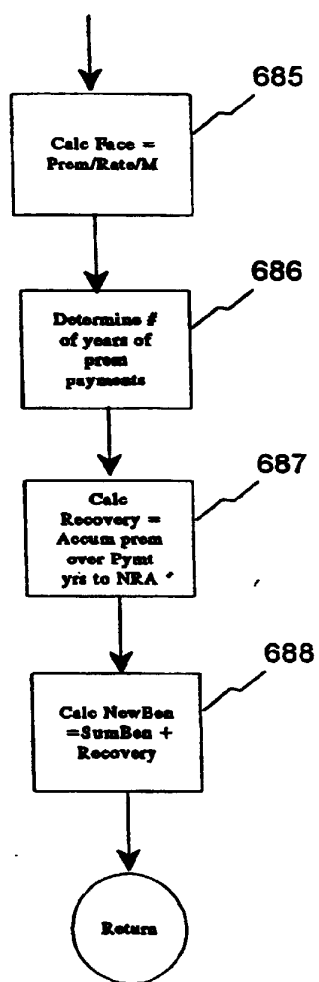 685
Calc Face =
Prem/Rate/M
686
Determine #
of years of
prem
payments
687
Calc
Recovery =
Accum prem
over Pymt
yrs to NRA
688
Calc NewBen
=SumBen +
Recovery
Return